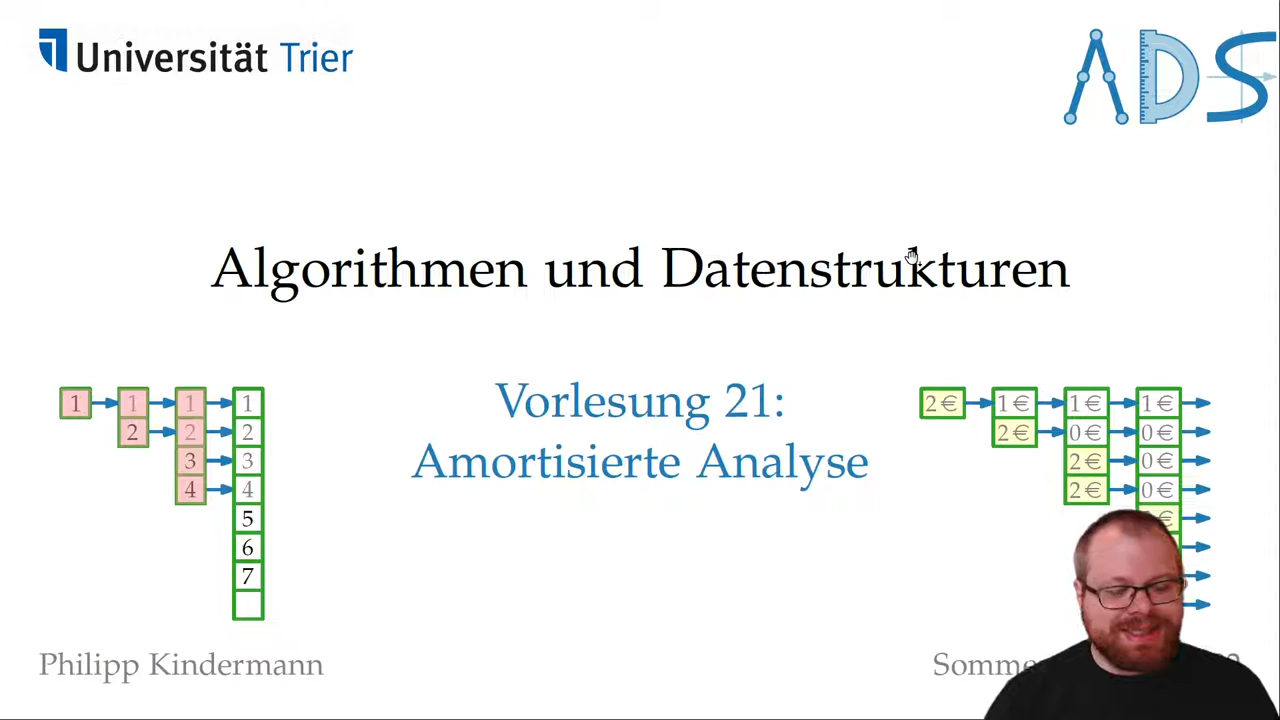 Universität Trier
ADS
Algorithmen und Datenstrukturen
Vorlesung 21:
Amortisierte Analyse
1 1 1 1
2 2 2
3 3
4 4
5
6
7
2€ 1€ 1€ 1€
2€ 0€ 0€
2€ 0€
2€ 0€
Philipp Kindermann